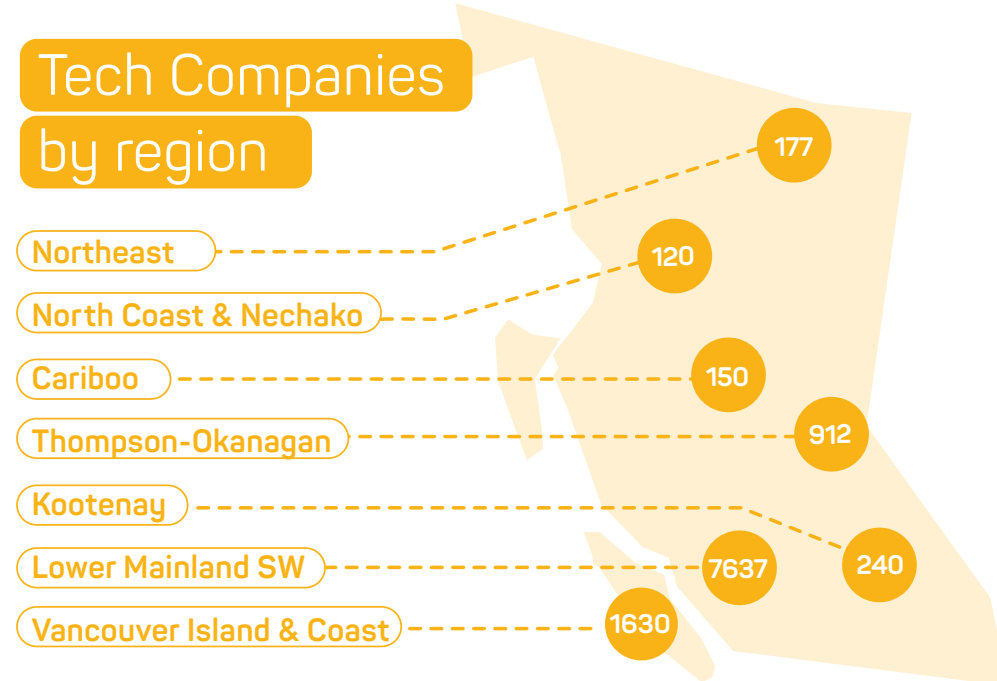 Tech Companies
by region
177
Northeast
120
North Coast & Nechako
150
Cariboo
912
Thompson-Okanagan
Kootenay
240
Lower Mainland SW
7637
Vancouver Island & Coast
1630